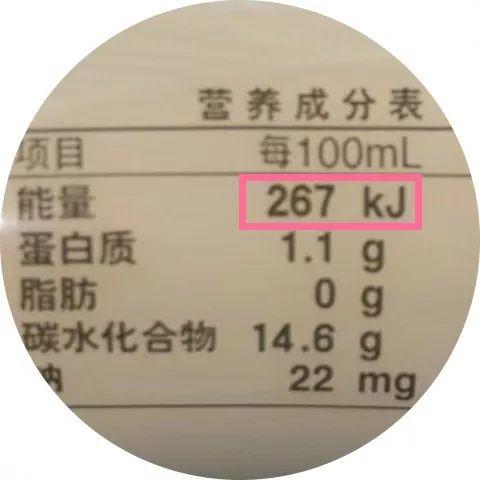 营养成分表
项目 每100mL
能量 267 kJ
蛋白质 1.1 g
脂肪 0 g
碳水化合物 14.6 g
钠 22 mg